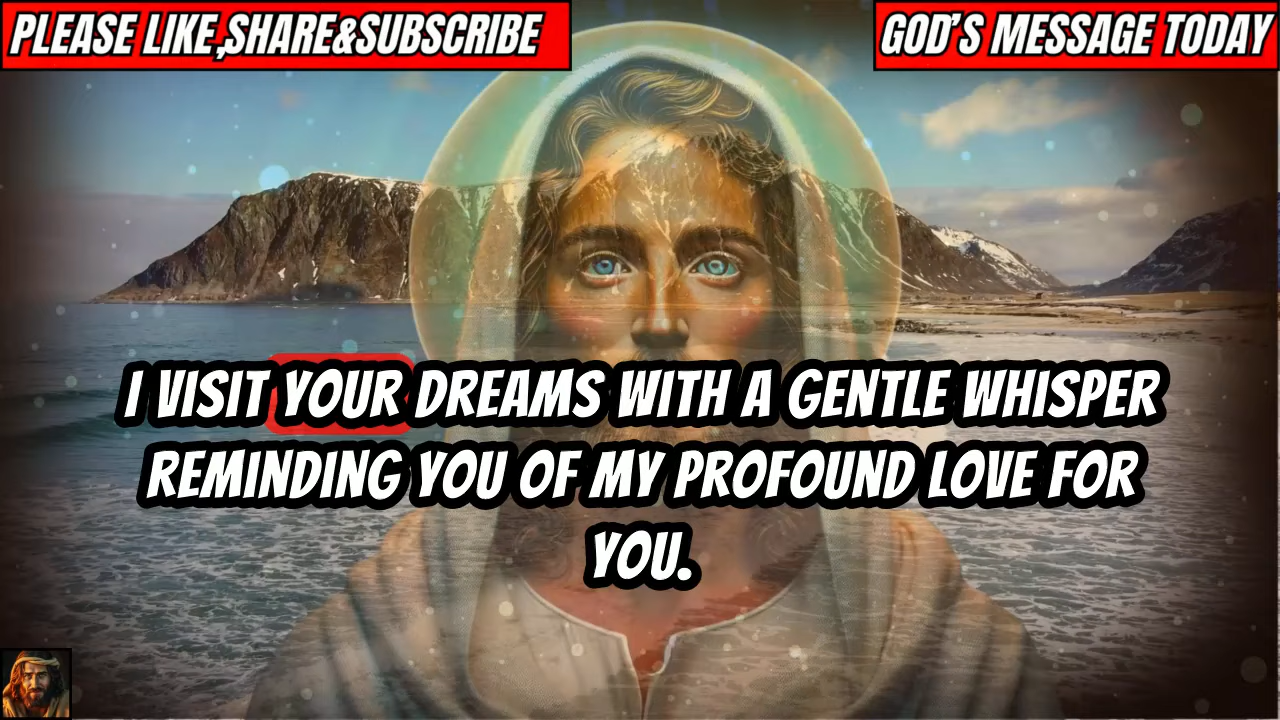 PLEASE LIKE,SHARE&SUBSCRIBE
GOD'S MESSAGE TODAY
I VISIT YOUR DREAMS WITH A GENTLE WHISPER
REMINDING YOU OF MY PROFOUND LOVE FOR
YOU.